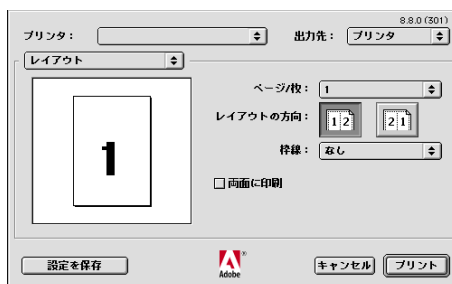 8.8.0 (301)
プリンタ： 出力先： プリンタ
レイアウト
ページ/枚： 1
レイアウトの方向： 1 2 2 1
枠線： なし
1
両面に印刷
設定を保存 Adobe キャンセル プリント